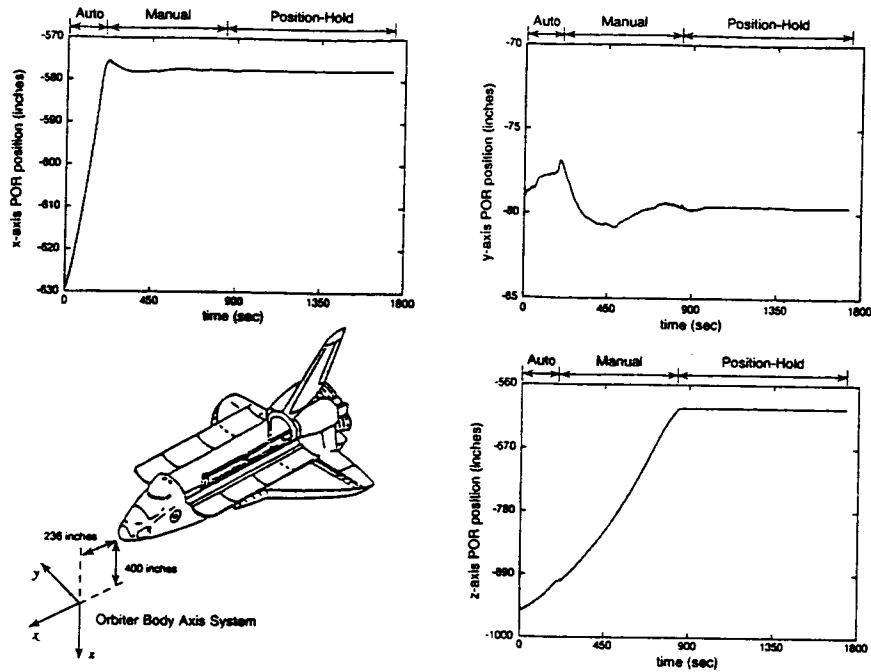 Auto Manual Position-Hold
-570
-580
-590
-600
-610
-620
-630
x-axis POR position (inches)
0 450 900 1350 1800
time (sec)
Auto Manual Position-Hold
-70
-75
-80
-85
y-axis POR position (inches)
0 450 900 1350 1800
time (sec)
236 inches
400 inches
y
x
z
Orbiter Body Axis System
Auto Manual Position-Hold
-560
-670
-780
-890
-1000
z-axis POR position (inches)
0 450 900 1350 1800
time (sec)